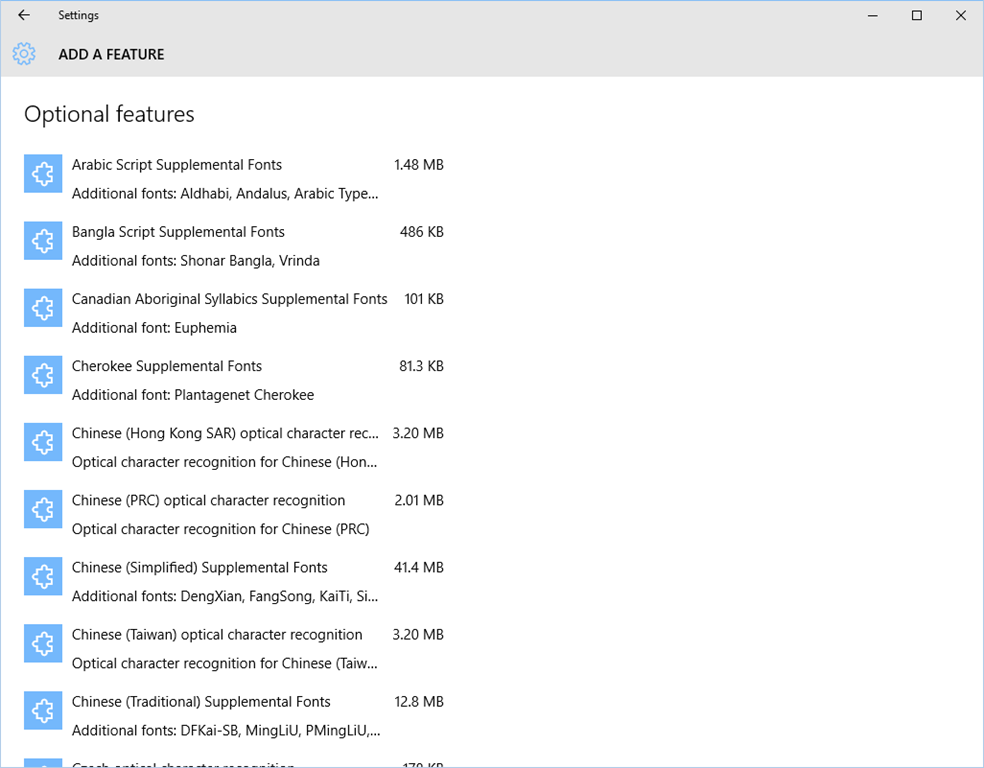 Settings
ADD A FEATURE
Optional features
Arabic Script Supplemental Fonts 1.48 MB
Additional fonts: Aldhabi, Andalus, Arabic Type...
Bangla Script Supplemental Fonts 486 KB
Additional fonts: Shonar Bangla, Vrinda
Canadian Aboriginal Syllabics Supplemental Fonts 101 KB
Additional font: Euphemia
Cherokee Supplemental Fonts 81.3 KB
Additional font: Plantagenet Cherokee
Chinese (Hong Kong SAR) optical character rec... 3.20 MB
Optical character recognition for Chinese (Hon...
Chinese (PRC) optical character recognition 2.01 MB
Optical character recognition for Chinese (PRC)
Chinese (Simplified) Supplemental Fonts 41.4 MB
Additional fonts: DengXian, FangSong, KaiTi, Si...
Chinese (Taiwan) optical character recognition 3.20 MB
Optical character recognition for Chinese (Taiw...
Chinese (Traditional) Supplemental Fonts 12.8 MB
Additional fonts: DFKai-SB, MingLiU, PMingLiU,...
Czech optical character recognition KB